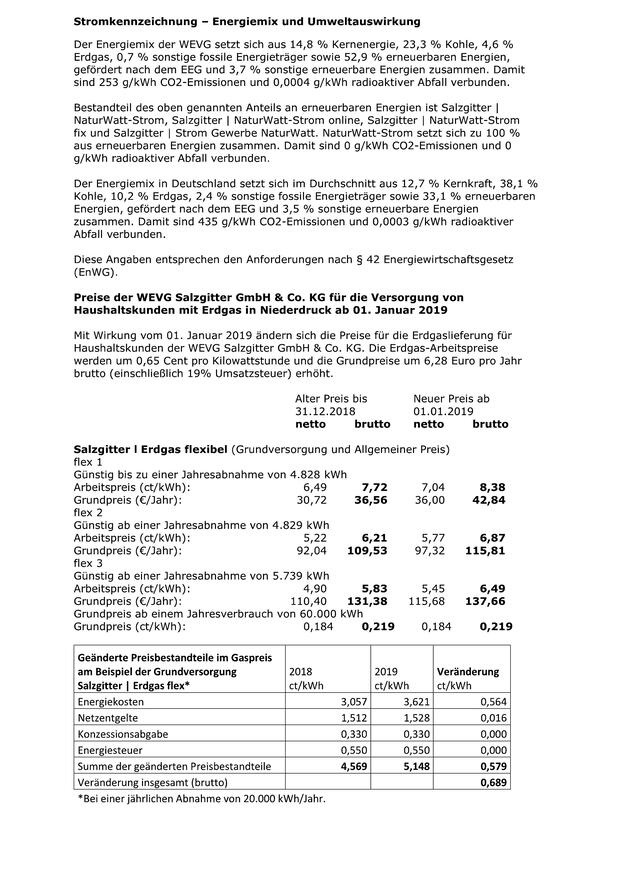 Stromkennzeichnung – Energiemix und Umweltauswirkung
Der Energiemix der WEVG setzt sich aus 14,8 % Kernenergie, 23,3 % Kohle, 4,6 %
Erdgas, 0,7 % sonstige fossile Energieträger sowie 52,9 % erneuerbaren Energien,
gefördert nach dem EEG und 3,7 % sonstige erneuerbare Energien zusammen. Damit
sind 253 g/kWh CO2-Emissionen und 0,0004 g/kWh radioaktiver Abfall verbunden.
Bestandteil des oben genannten Anteils an erneuerbaren Energien ist Salzgitter |
NaturWatt-Strom, Salzgitter | NaturWatt-Strom online, Salzgitter | NaturWatt-Strom
fix und Salzgitter | Strom Gewerbe NaturWatt. NaturWatt-Strom setzt sich zu 100 %
aus erneuerbaren Energien zusammen. Damit sind 0 g/kWh CO2-Emissionen und 0
g/kWh radioaktiver Abfall verbunden.
Der Energiemix in Deutschland setzt sich im Durchschnitt aus 12,7 % Kernkraft, 38,1 %
Kohle, 10,2 % Erdgas, 2,4 % sonstige fossile Energieträger sowie 33,1 % erneuerbaren
Energien, gefördert nach dem EEG und 3,5 % sonstige erneuerbare Energien
zusammen. Damit sind 435 g/kWh CO2-Emissionen und 0,0003 g/kWh radioaktiver
Abfall verbunden.
Diese Angaben entsprechen den Anforderungen nach § 42 Energiewirtschaftsgesetz
(EnWG).
Preise der WEVG Salzgitter GmbH & Co. KG für die Versorgung von
Haushaltskunden mit Erdgas in Niederdruck ab 01. Januar 2019
Mit Wirkung vom 01. Januar 2019 ändern sich die Preise für die Erdgaslieferung für
Haushaltskunden der WEVG Salzgitter GmbH & Co. KG. Die Erdgas-Arbeitspreise
werden um 0,65 Cent pro Kilowattstunde und die Grundpreise um 6,28 Euro pro Jahr
brutto (einschließlich 19% Umsatzsteuer) erhöht.
Alter Preis bis Neuer Preis ab
31.12.2018 01.01.2019
netto brutto netto brutto
Salzgitter l Erdgas flexibel (Grundversorgung und Allgemeiner Preis)
flex 1
Günstig bis zu einer Jahresabnahme von 4.828 kWh
Arbeitspreis (ct/kWh): 6,49 7,72 7,04 8,38
Grundpreis (€/Jahr): 30,72 36,56 36,00 42,84
flex 2
Günstig ab einer Jahresabnahme von 4.829 kWh
Arbeitspreis (ct/kWh): 5,22 6,21 5,77 6,87
Grundpreis (€/Jahr): 92,04 109,53 97,32 115,81
flex 3
Günstig ab einer Jahresabnahme von 5.739 kWh
Arbeitspreis (ct/kWh): 4,90 5,83 5,45 6,49
Grundpreis (€/Jahr): 110,40 131,38 115,68 137,66
Grundpreis ab einem Jahresverbrauch von 60.000 kWh
Grundpreis (ct/kWh): 0,184 0,219 0,184 0,219
Geänderte Preisbestandteile im Gaspreis
am Beispiel der Grundversorgung 2018 2019 Veränderung
Salzgitter | Erdgas flex* ct/kWh ct/kWh ct/kWh
Energiekosten 3,057 3,621 0,564
Netzentgelte 1,512 1,528 0,016
Konzessionsabgabe 0,330 0,330 0,000
Energiesteuer 0,550 0,550 0,000
Summe der geänderten Preisbestandteile 4,569 5,148 0,579
Veränderung insgesamt (brutto) 0,689
*Bei einer jährlichen Abnahme von 20.000 kWh/Jahr.